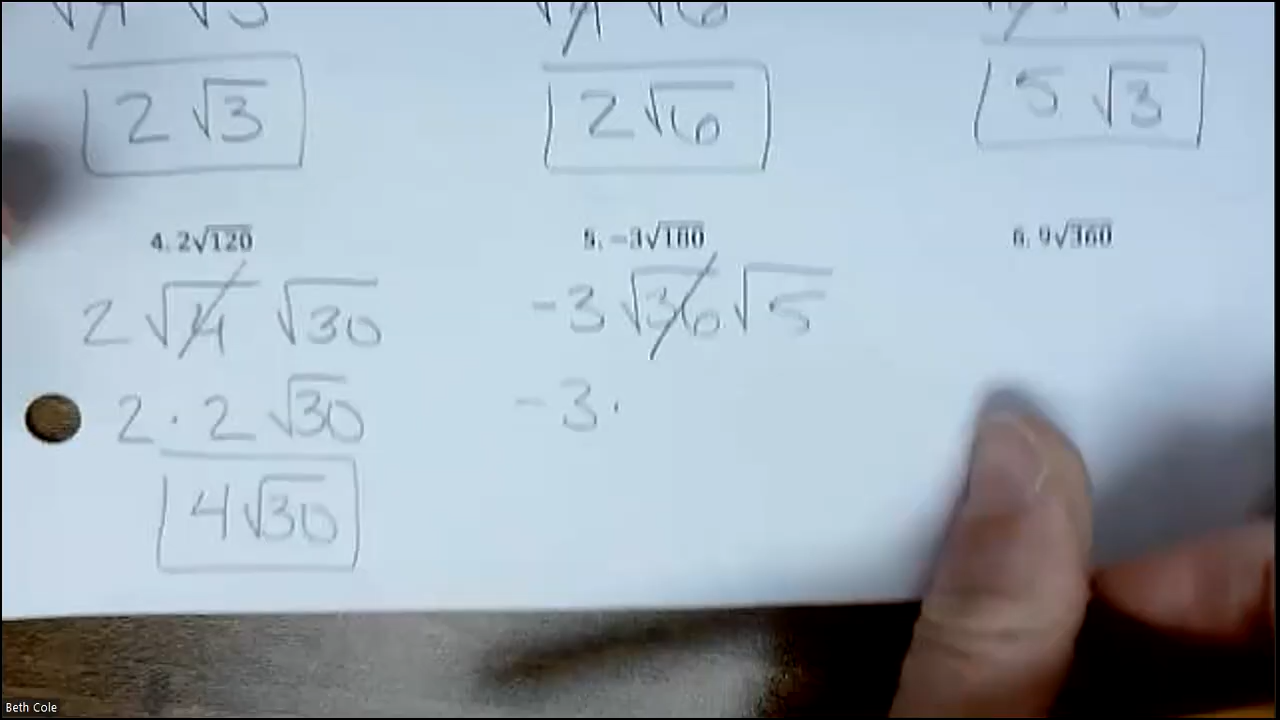 2√3
2√6
5√3
4. 2√120
5. -3√180
6. 9√360
2 √4 √30
-3 √36 √5
2 · 2 √30
-3 ·
4√30
Beth Cole